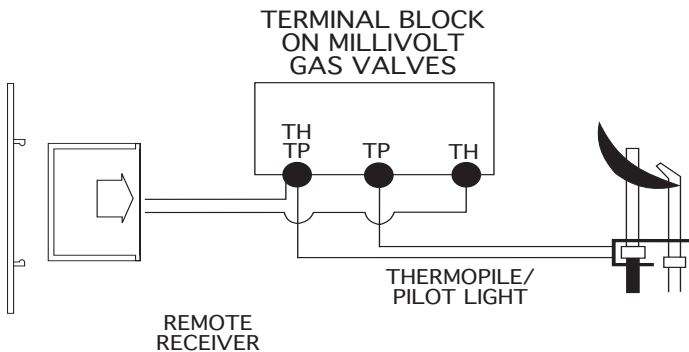 TERMINAL BLOCK
ON MILLIVOLT
GAS VALVES
TH
TP
TP
TH
THERMOPILE/
PILOT LIGHT
REMOTE
RECEIVER